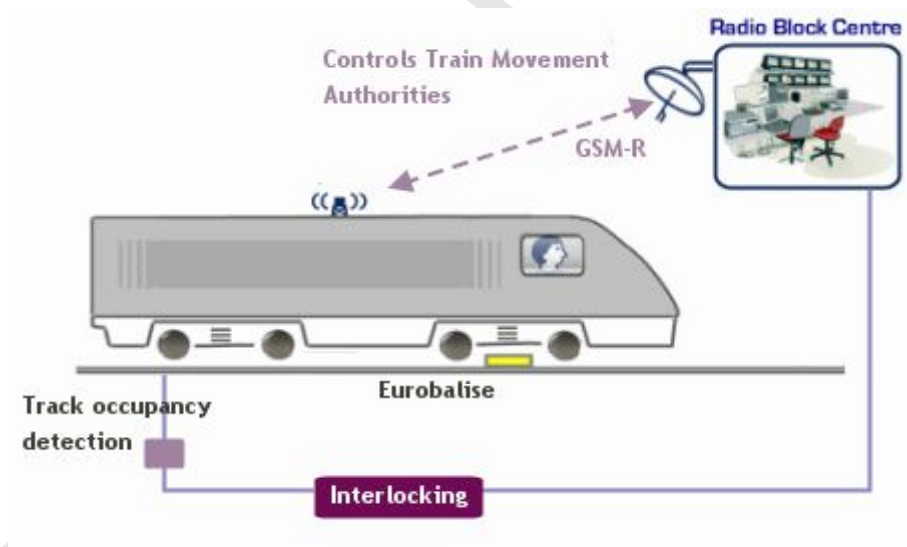 Radio Block Centre
Controls Train Movement
Authorities
GSM-R
Eurobalise
Track occupancy
detection
Interlocking